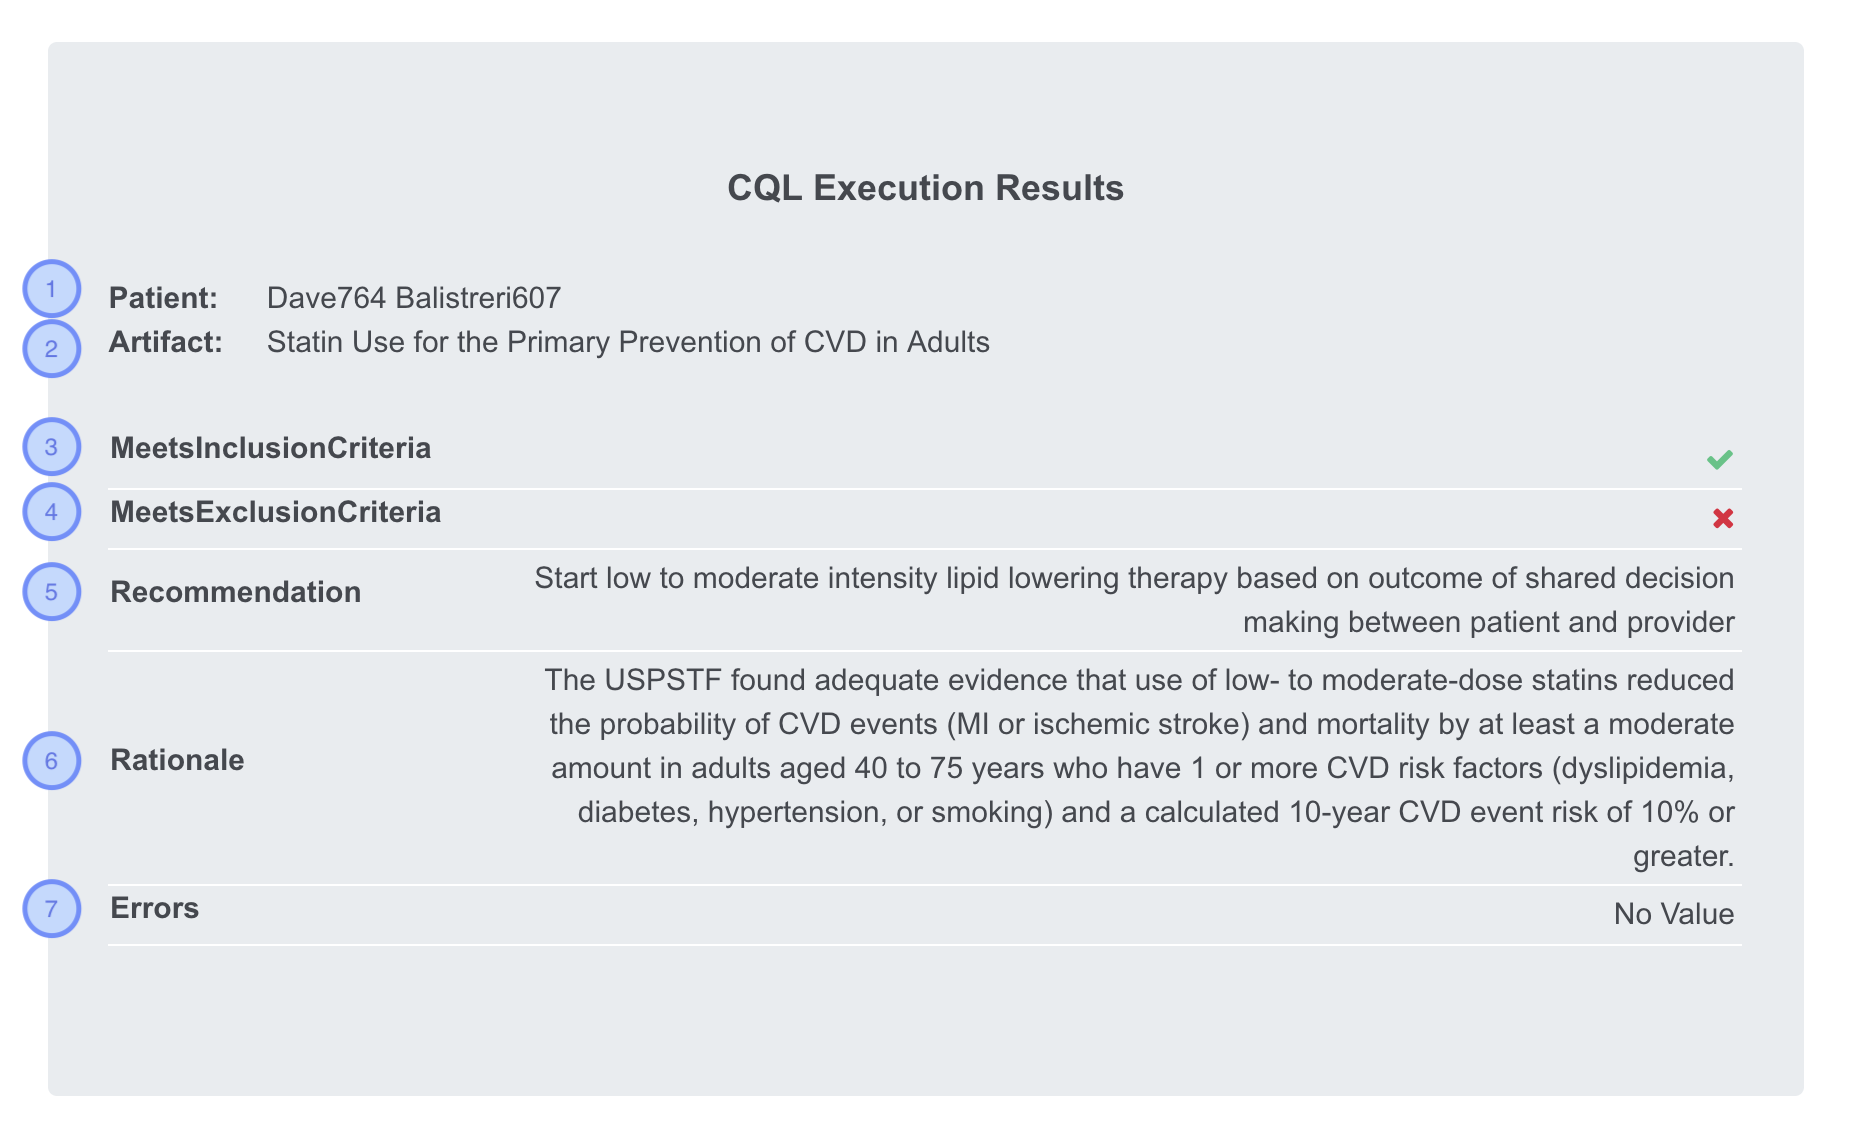 CQL Execution Results
1 Patient: Dave764 Balistreri607
2 Artifact: Statin Use for the Primary Prevention of CVD in Adults
3 MeetsInclusionCriteria
4 MeetsExclusionCriteria
5 Recommendation Start low to moderate intensity lipid lowering therapy based on outcome of shared decision
making between patient and provider
6 Rationale The USPSTF found adequate evidence that use of low- to moderate-dose statins reduced
the probability of CVD events (MI or ischemic stroke) and mortality by at least a moderate
amount in adults aged 40 to 75 years who have 1 or more CVD risk factors (dyslipidemia,
diabetes, hypertension, or smoking) and a calculated 10-year CVD event risk of 10% or
greater.
7 Errors No Value